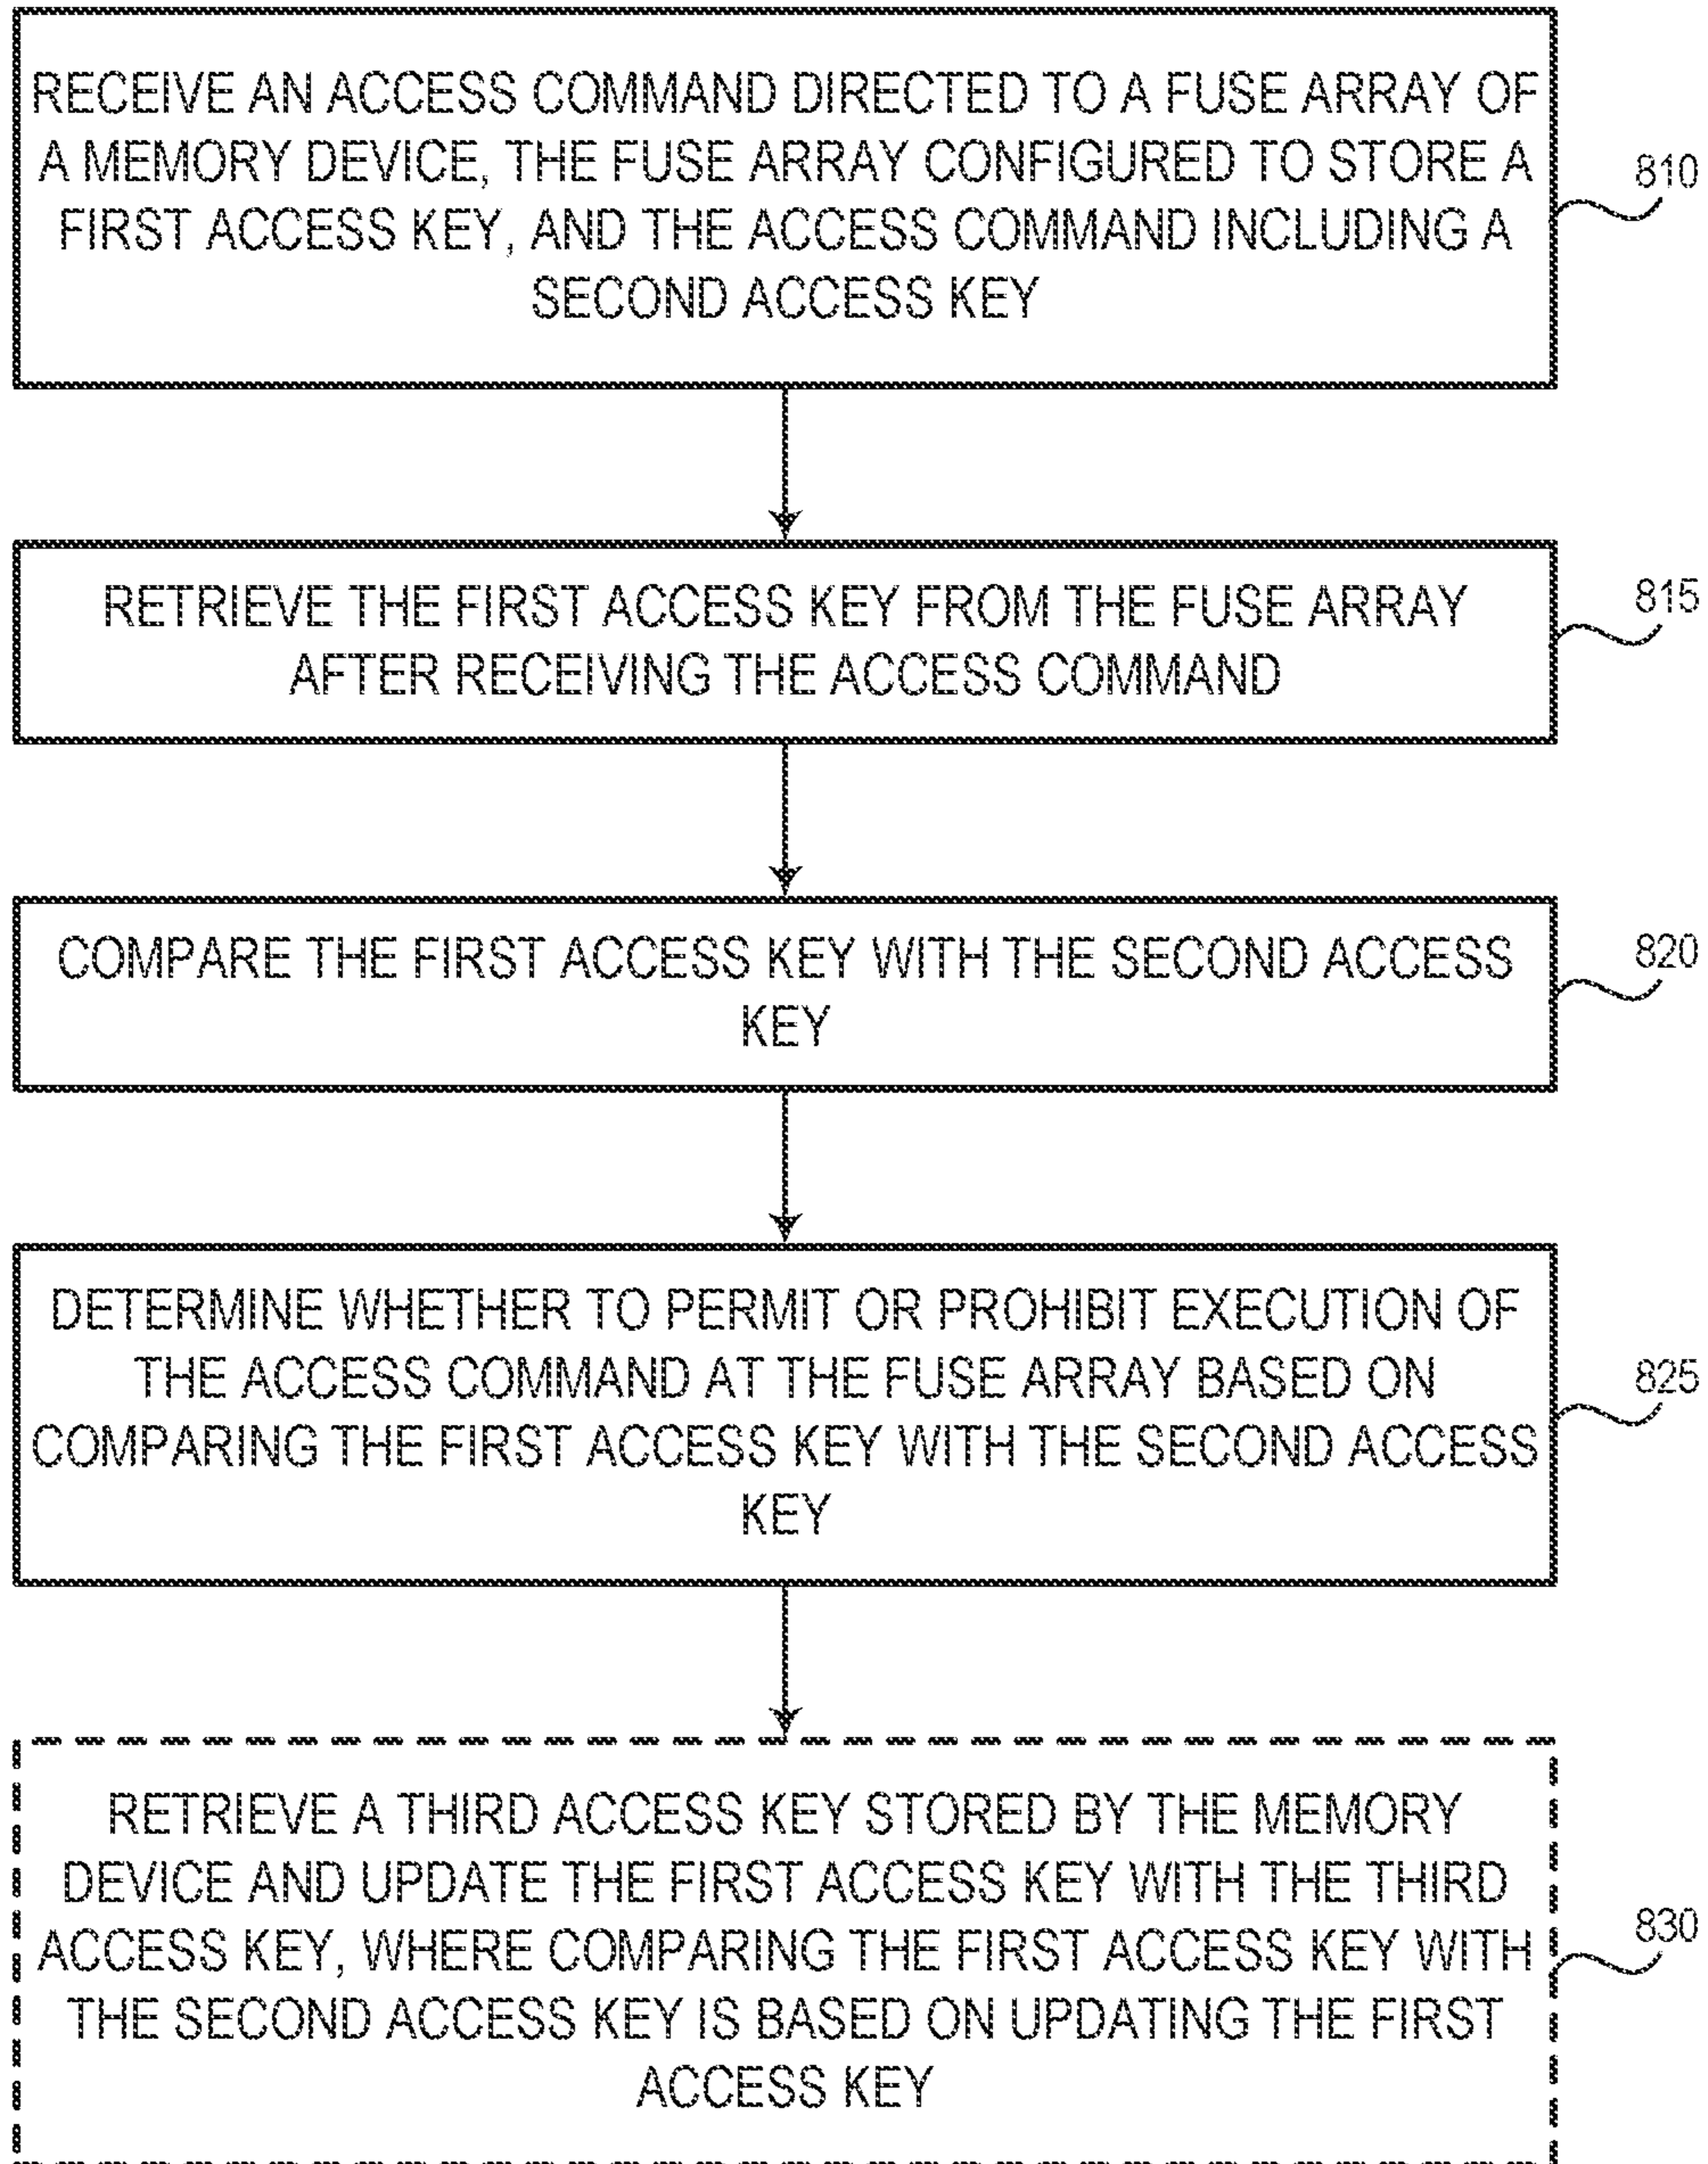 RECEIVE AN ACCESS COMMAND DIRECTED TO A FUSE ARRAY OF
A MEMORY DEVICE, THE FUSE ARRAY CONFIGURED TO STORE A
FIRST ACCESS KEY, AND THE ACCESS COMMAND INCLUDING A
SECOND ACCESS KEY
810
RETRIEVE THE FIRST ACCESS KEY FROM THE FUSE ARRAY
AFTER RECEIVING THE ACCESS COMMAND
815
COMPARE THE FIRST ACCESS KEY WITH THE SECOND ACCESS
KEY
820
DETERMINE WHETHER TO PERMIT OR PROHIBIT EXECUTION OF
THE ACCESS COMMAND AT THE FUSE ARRAY BASED ON
COMPARING THE FIRST ACCESS KEY WITH THE SECOND ACCESS
KEY
825
RETRIEVE A THIRD ACCESS KEY STORED BY THE MEMORY
DEVICE AND UPDATE THE FIRST ACCESS KEY WITH THE THIRD
ACCESS KEY, WHERE COMPARING THE FIRST ACCESS KEY WITH
THE SECOND ACCESS KEY IS BASED ON UPDATING THE FIRST
ACCESS KEY
830